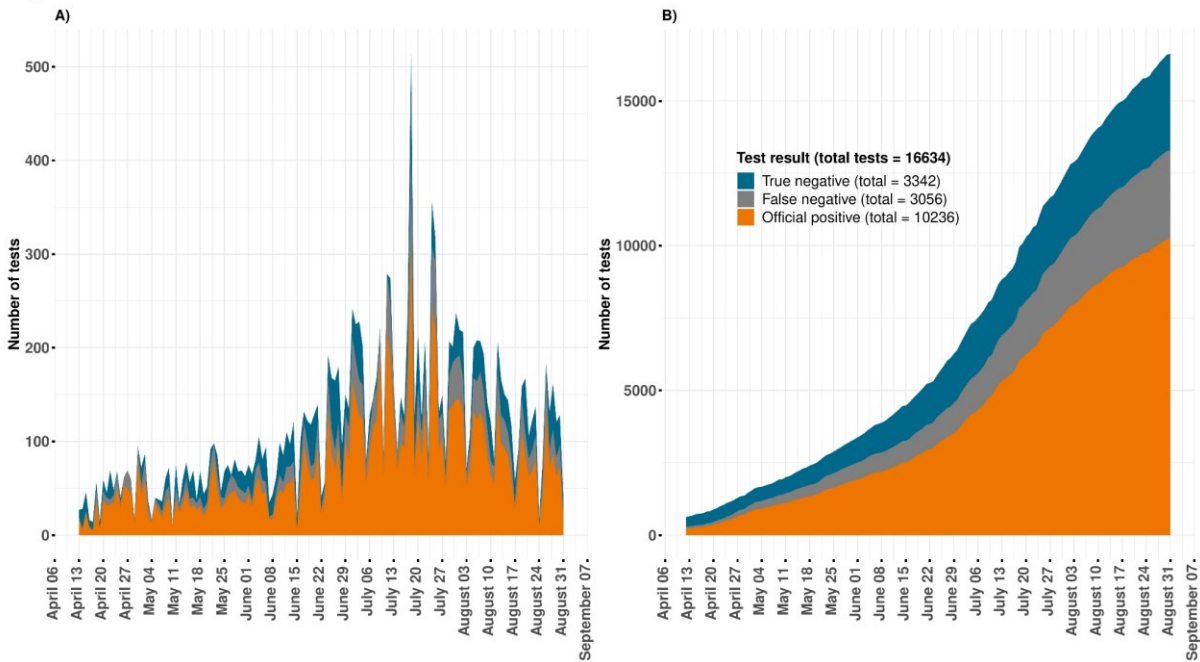 A)
Number of tests
500
400
300
200
100
0
April 06
April 13
April 20
April 27
May 04
May 11
May 18
May 25
June 01
June 08
June 15
June 22
June 29
July 06
July 13
July 20
July 27
August 03
August 10
August 17
August 24
August 31
September 07
B)
Number of tests
15000
10000
5000
0
Test result (total tests = 16634)
True negative (total = 3342)
False negative (total = 3056)
Official positive (total = 10236)
April 06
April 13
April 20
April 27
May 04
May 11
May 18
May 25
June 01
June 08
June 15
June 22
June 29
July 06
July 13
July 20
July 27
August 03
August 10
August 17
August 24
August 31
September 07